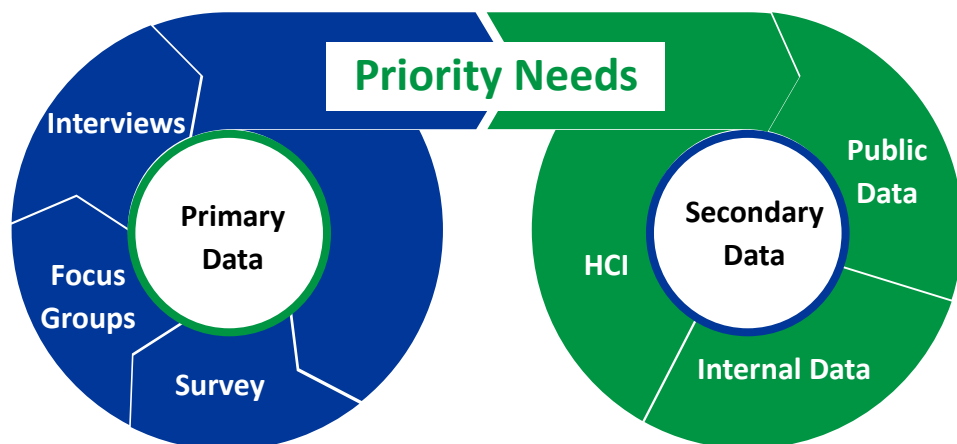 Priority Needs
Interviews
Primary
Data
Focus
Groups
Survey
Public
Data
Secondary
Data
HCI
Internal Data